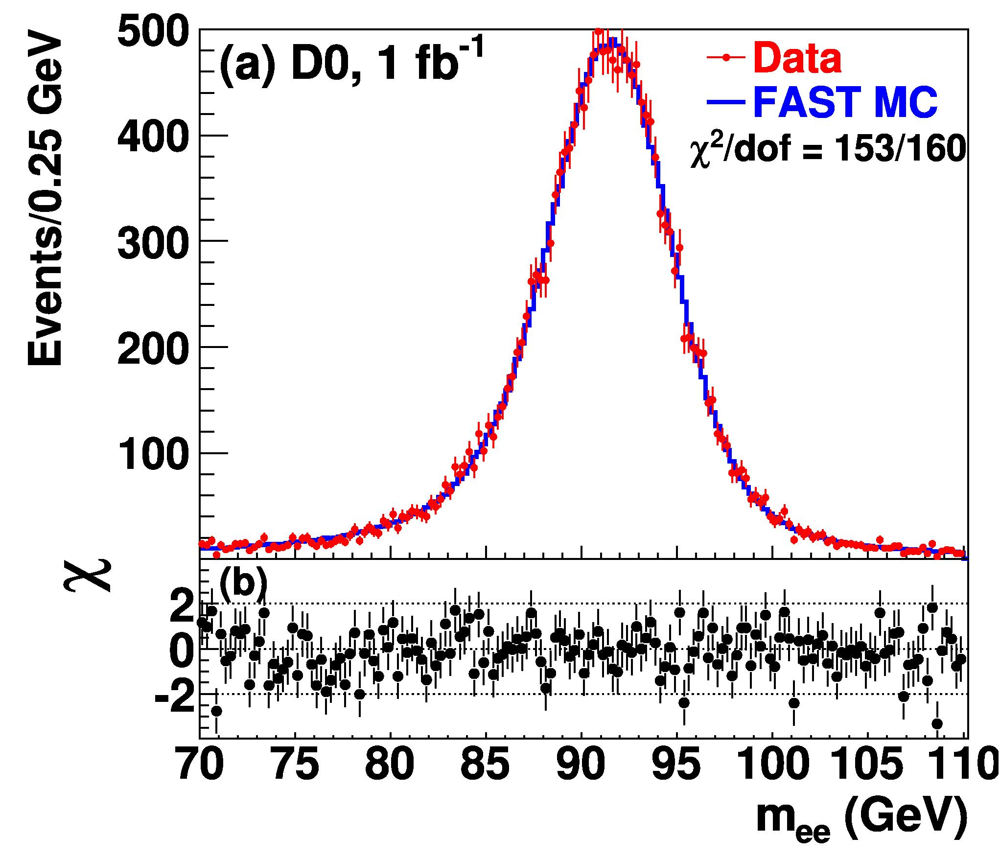 Events/0.25 GeV
500
400
300
200
100
(a) D0, 1 fb⁻¹
Data
FAST MC
χ²/dof = 153/160
χ
(b)
2
0
-2
70 75 80 85 90 95 100 105 110
mₑₑ (GeV)